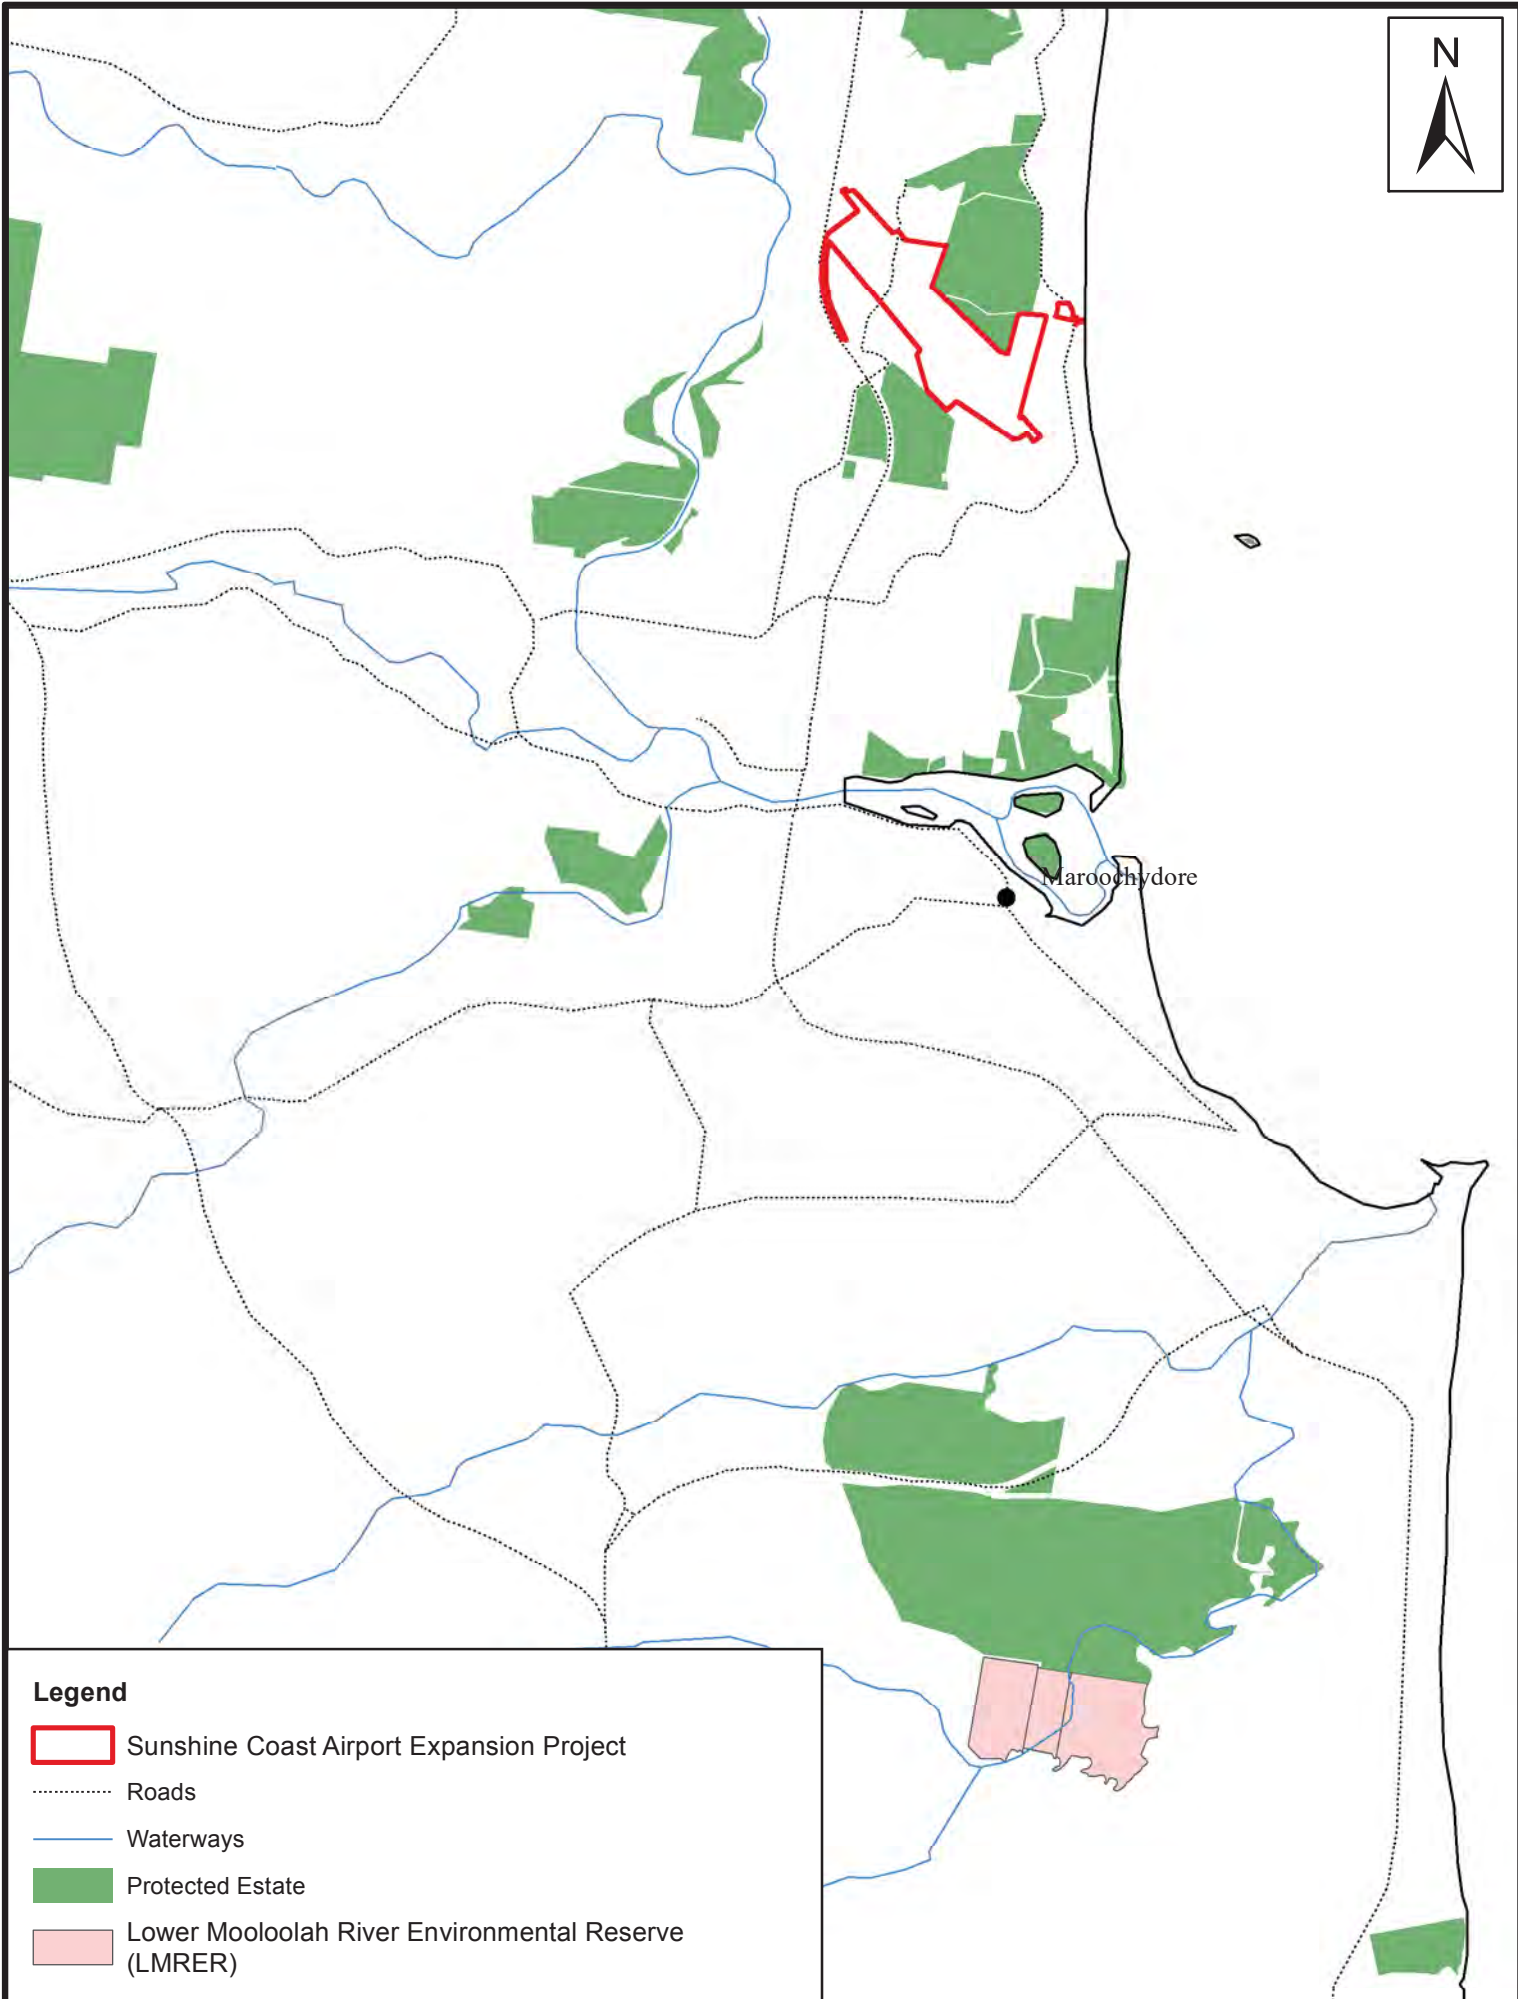 N
Maroochydore
Legend
Sunshine Coast Airport Expansion Project
Roads
Waterways
Protected Estate
Lower Mooloolah River Environmental Reserve
(LMRER)